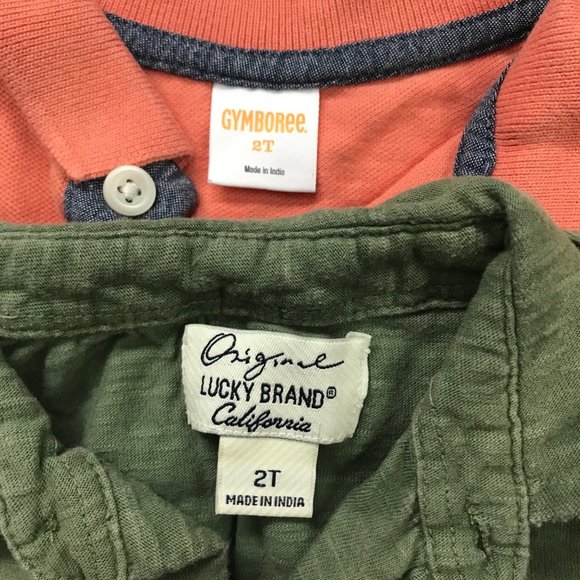 GYMBOREE.
2T
Made in India
Original
LUCKY BRAND®
California
2T
MADE IN INDIA